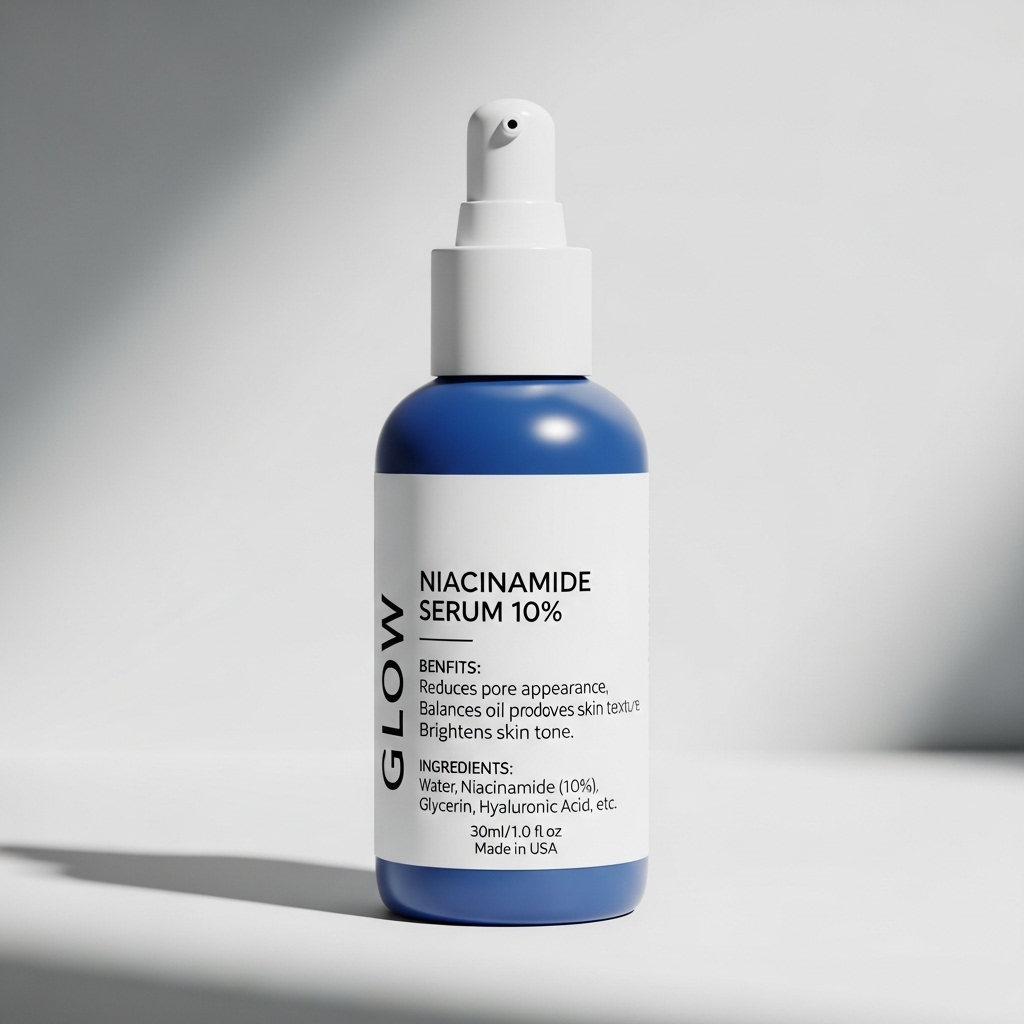 GLOW
NIACINAMIDE
SERUM 10%
BENFITS:
Reduces pore appearance,
Balances oil prodoves skin texture
Brightens skin tone.
INGREDIENTS:
Water, Niacinamide (10%),
Glycerin, Hyaluronic Acid, etc.
30ml/1.0 fl oz
Made in USA